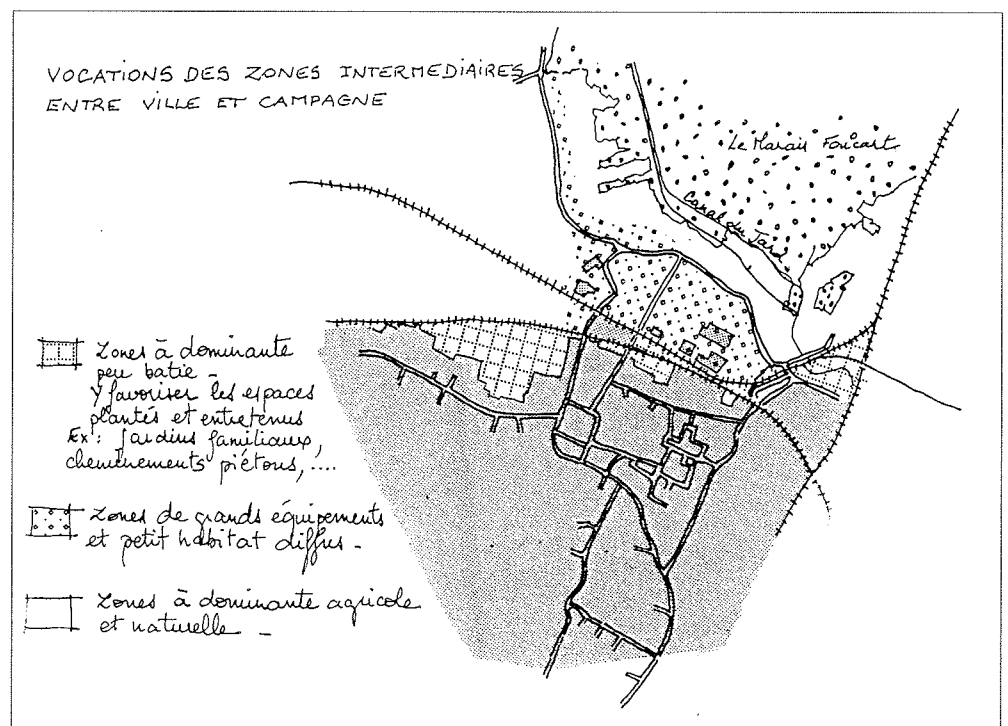 VOCATIONS DES ZONES INTERMEDIAIRES
ENTRE VILLE ET CAMPAGNE
Le Marais Foucart
Canal du Jard
Zones à dominante
peu batie -
Y favoriser les espaces
plantés et entretenus
Ex : Jardins familiaux,
cheminements piétons, ....
Zones de grands équipements
et petit habitat diffus -
Zones à dominante agricole
et naturelle -